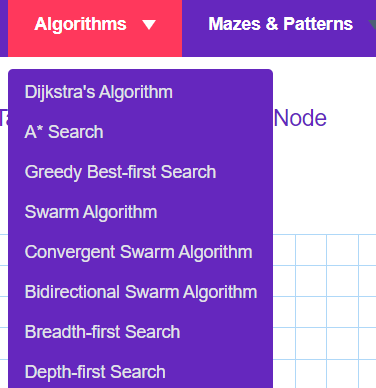 Algorithms
Mazes & Patterns
Dijkstra's Algorithm
Node
A* Search
Greedy Best-first Search
Swarm Algorithm
Convergent Swarm Algorithm
Bidirectional Swarm Algorithm
Breadth-first Search
Depth-first Search